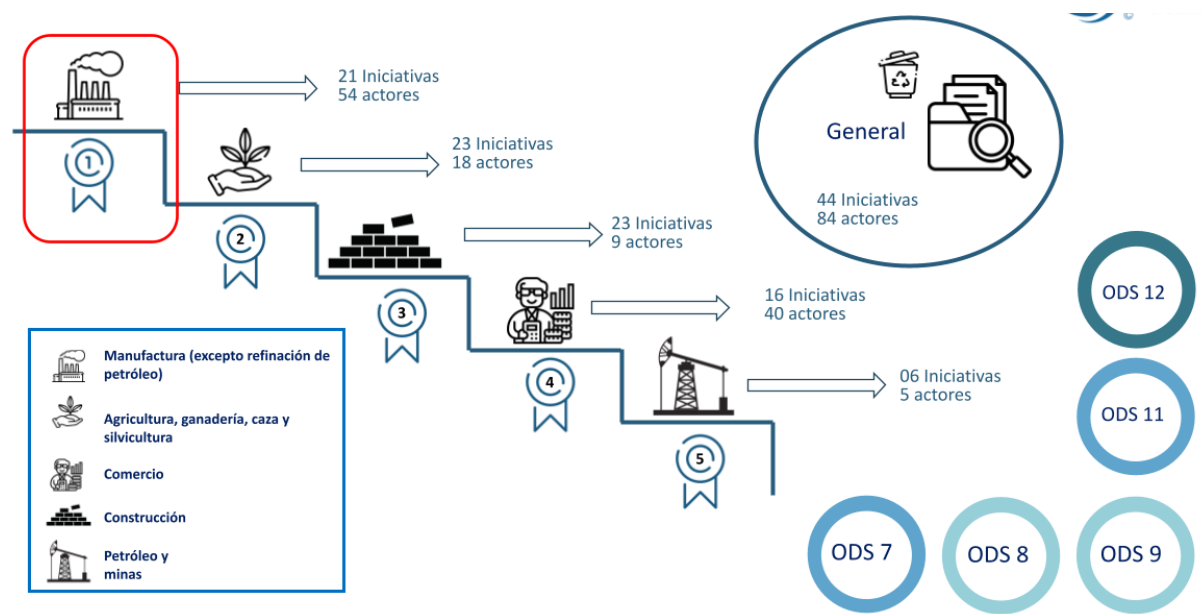 21 Iniciativas
54 actores
1
23 Iniciativas
18 actores
2
23 Iniciativas
9 actores
3
16 Iniciativas
40 actores
4
06 Iniciativas
5 actores
5
General
44 Iniciativas
84 actores
Manufactura (excepto refinación de
petróleo)
Agricultura, ganadería, caza y
silvicultura
Comercio
Construcción
Petróleo y
minas
ODS 12
ODS 11
ODS 7
ODS 8
ODS 9